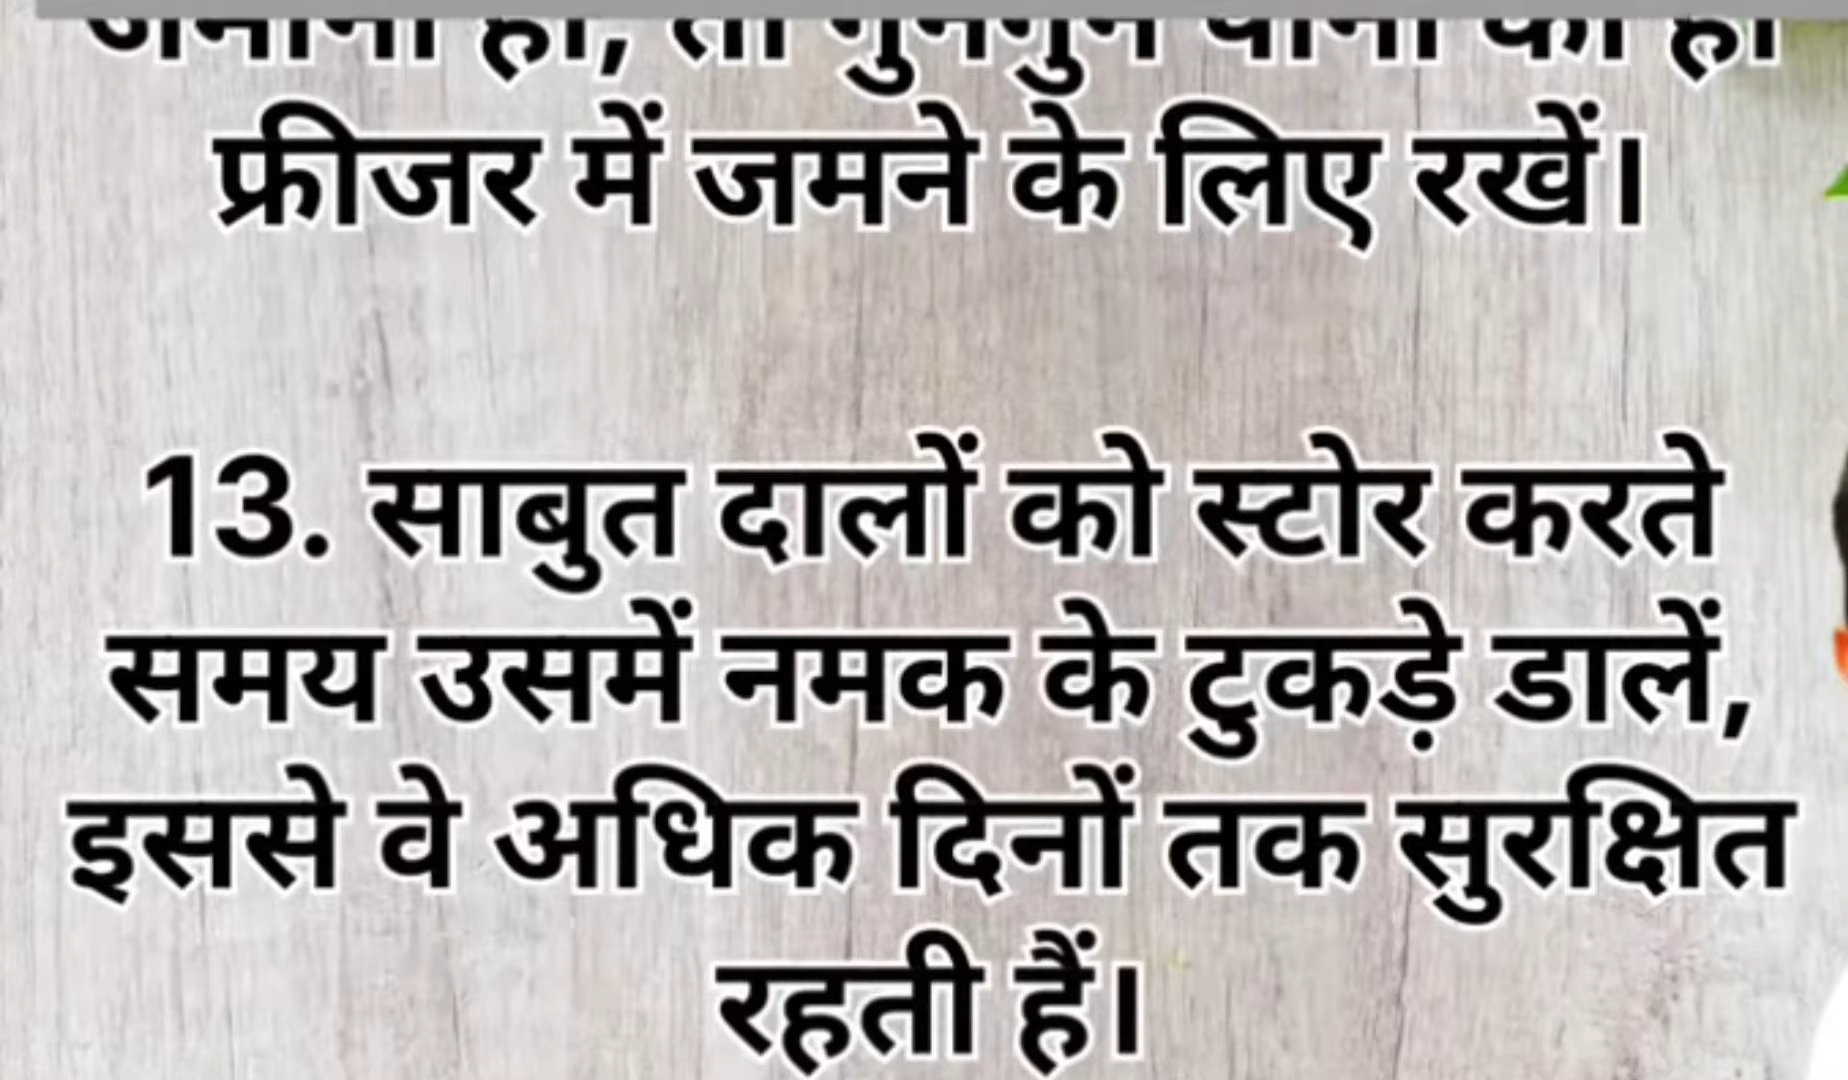 फ्रीजर में जमने के लिए रखें।
13. साबुत दालों को स्टोर करते
समय उसमें नमक के टुकड़े डालें,
इससे वे अधिक दिनों तक सुरक्षित
रहती हैं।